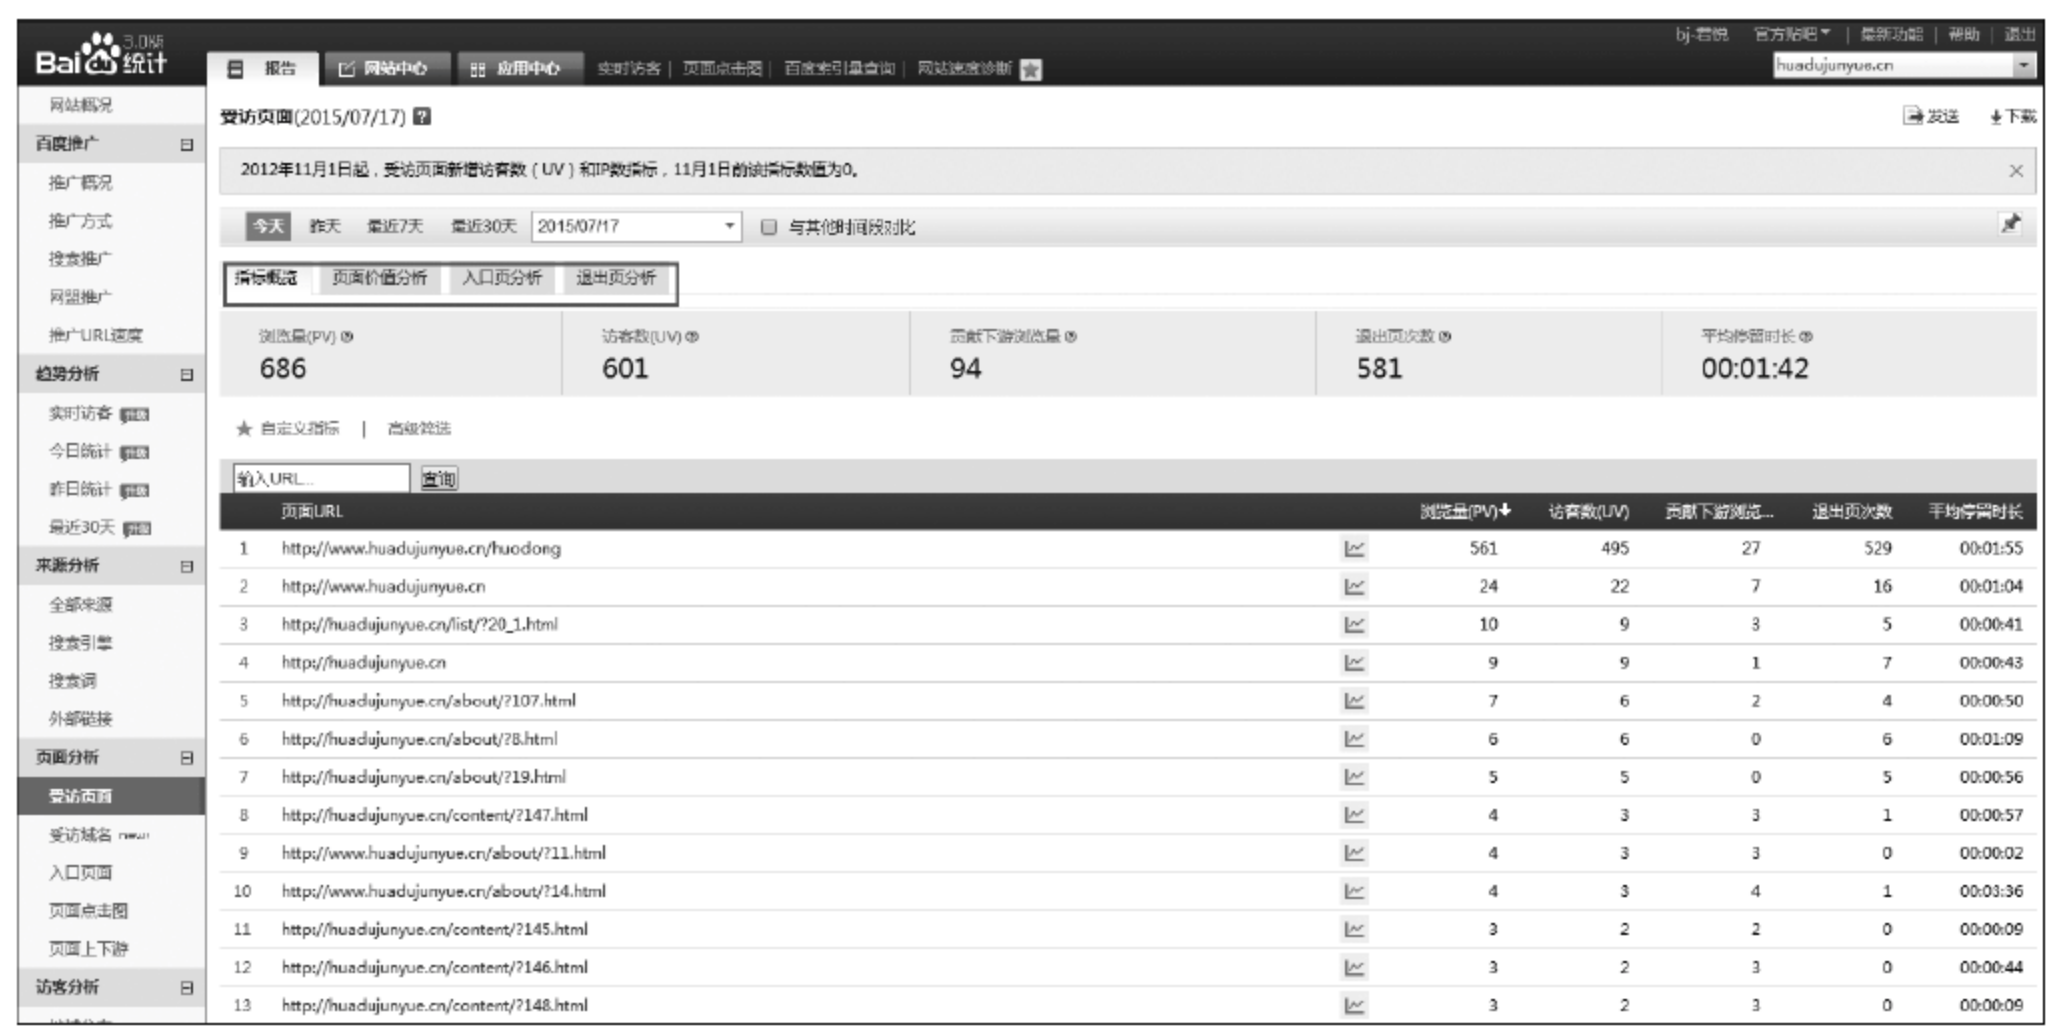 Bai 统计 3.0版
bj-君悦 官方贴吧 | 最新功能 | 帮助 | 退出
报告 网站中心 应用中心 实时访客 | 页面点击图 | 百度索引量查询 | 网站速度诊断
huadujunyue.cn
网站概况
百度推广
推广概况
推广方式
搜索推广
网盟推广
推广URL速度
趋势分析
实时访客
今日统计
昨日统计
最近30天
来源分析
全部来源
搜索引擎
搜索词
外部链接
页面分析
受访页面
受访域名 new!
入口页面
页面点击图
页面上下游
访客分析
受访页面(2015/07/17) ?
发送 下载
2012年11月1日起，受访页面新增访客数（UV）和IP数指标，11月1日前该指标数值为0。
今天 昨天 最近7天 最近30天 2015/07/17 与其他时间段对比
指标概览 页面价值分析 入口页分析 退出页分析
浏览量(PV) 访客数(UV) 贡献下游浏览量 退出页次数 平均停留时长
686 601 94 581 00:01:42
自定义指标 | 高级筛选
输入URL... 查询
页面URL 浏览量(PV) 访客数(UV) 贡献下游浏览... 退出页次数 平均停留时长
1 http://www.huadujunyue.cn/huodong 561 495 27 529 00:01:55
2 http://www.huadujunyue.cn 24 22 7 16 00:01:04
3 http://huadujunyue.cn/list/?20_1.html 10 9 3 5 00:00:41
4 http://huadujunyue.cn 9 9 1 7 00:00:43
5 http://huadujunyue.cn/about/?107.html 7 6 2 4 00:00:50
6 http://huadujunyue.cn/about/?8.html 6 6 0 6 00:01:09
7 http://huadujunyue.cn/about/?19.html 5 5 0 5 00:00:56
8 http://huadujunyue.cn/content/?147.html 4 3 3 1 00:00:57
9 http://www.huadujunyue.cn/about/?11.html 4 3 3 0 00:00:02
10 http://www.huadujunyue.cn/about/?14.html 4 3 4 1 00:03:36
11 http://huadujunyue.cn/content/?145.html 3 2 2 0 00:00:09
12 http://huadujunyue.cn/content/?146.html 3 2 3 0 00:00:44
13 http://huadujunyue.cn/content/?148.html 3 2 3 0 00:00:09